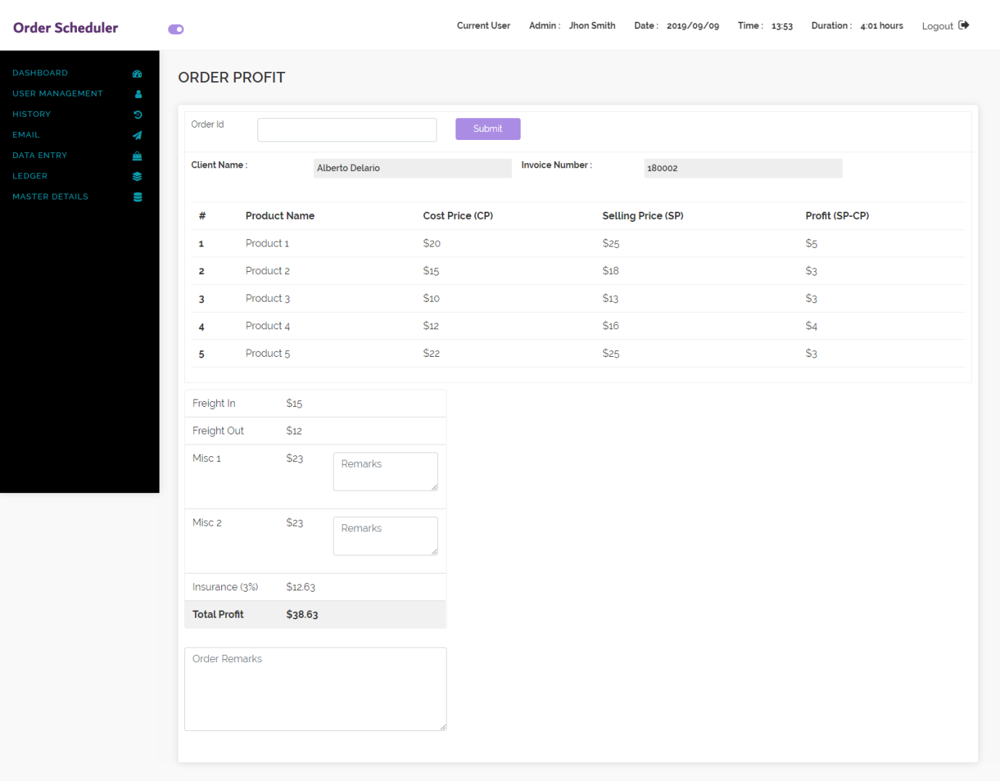 Order Scheduler
Current User Admin : Jhon Smith Date : 2019/09/09 Time : 13:53 Duration : 4:01 hours Logout
DASHBOARD
USER MANAGEMENT
HISTORY
EMAIL
DATA ENTRY
LEDGER
MASTER DETAILS
ORDER PROFIT
Order Id Submit
Client Name : Alberto Delario Invoice Number : 180002
# Product Name Cost Price (CP) Selling Price (SP) Profit (SP-CP)
1 Product 1 $20 $25 $5
2 Product 2 $15 $18 $3
3 Product 3 $10 $13 $3
4 Product 4 $12 $16 $4
5 Product 5 $22 $25 $3
Freight In $15
Freight Out $12
Misc 1 $23 Remarks
Misc 2 $23 Remarks
Insurance (3%) $12.63
Total Profit $38.63
Order Remarks